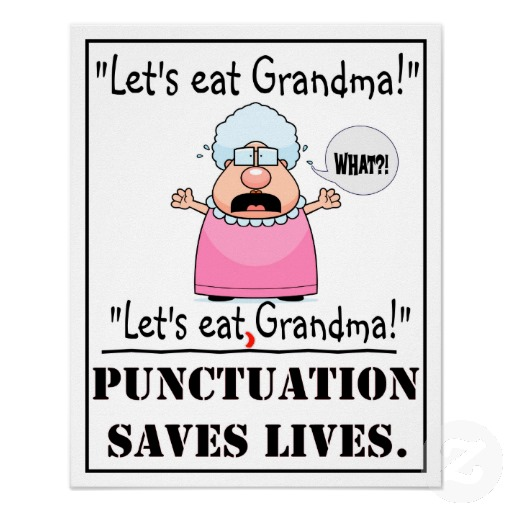 "Let's eat Grandma!"
WHAT?!
"Let's eat, Grandma!"
PUNCTUATION
SAVES LIVES.